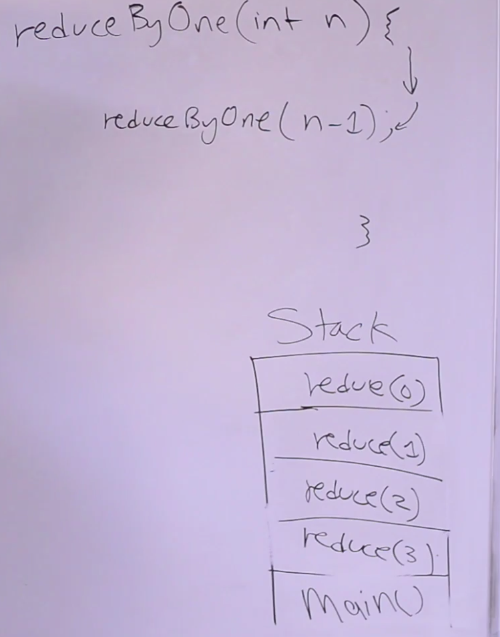 reduceByOne(int n) {
reduceByOne(n-1);
}
Stack
redue(0)
reduce(1)
reduce(2)
reduce(3)
Main()